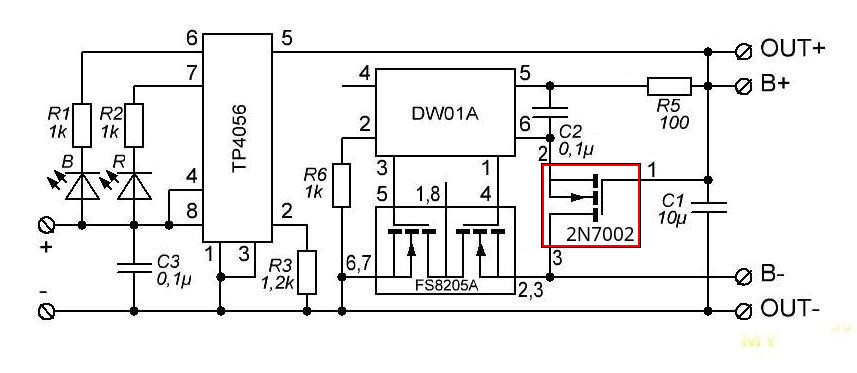 6
5
OUT+
7
4
5
B+
R1
1k
R2
1k
TP4056
DW01A
R5
100
2
6
C2
0,1µ
B
R
4
3
1
2
1
R6
1k
5
1,8
4
C1
10µ
8
2
2N7002
+
1
3
C3
0,1µ
R3
1,2k
6,7
FS8205A
2,3
3
B-
-
OUT-
MY